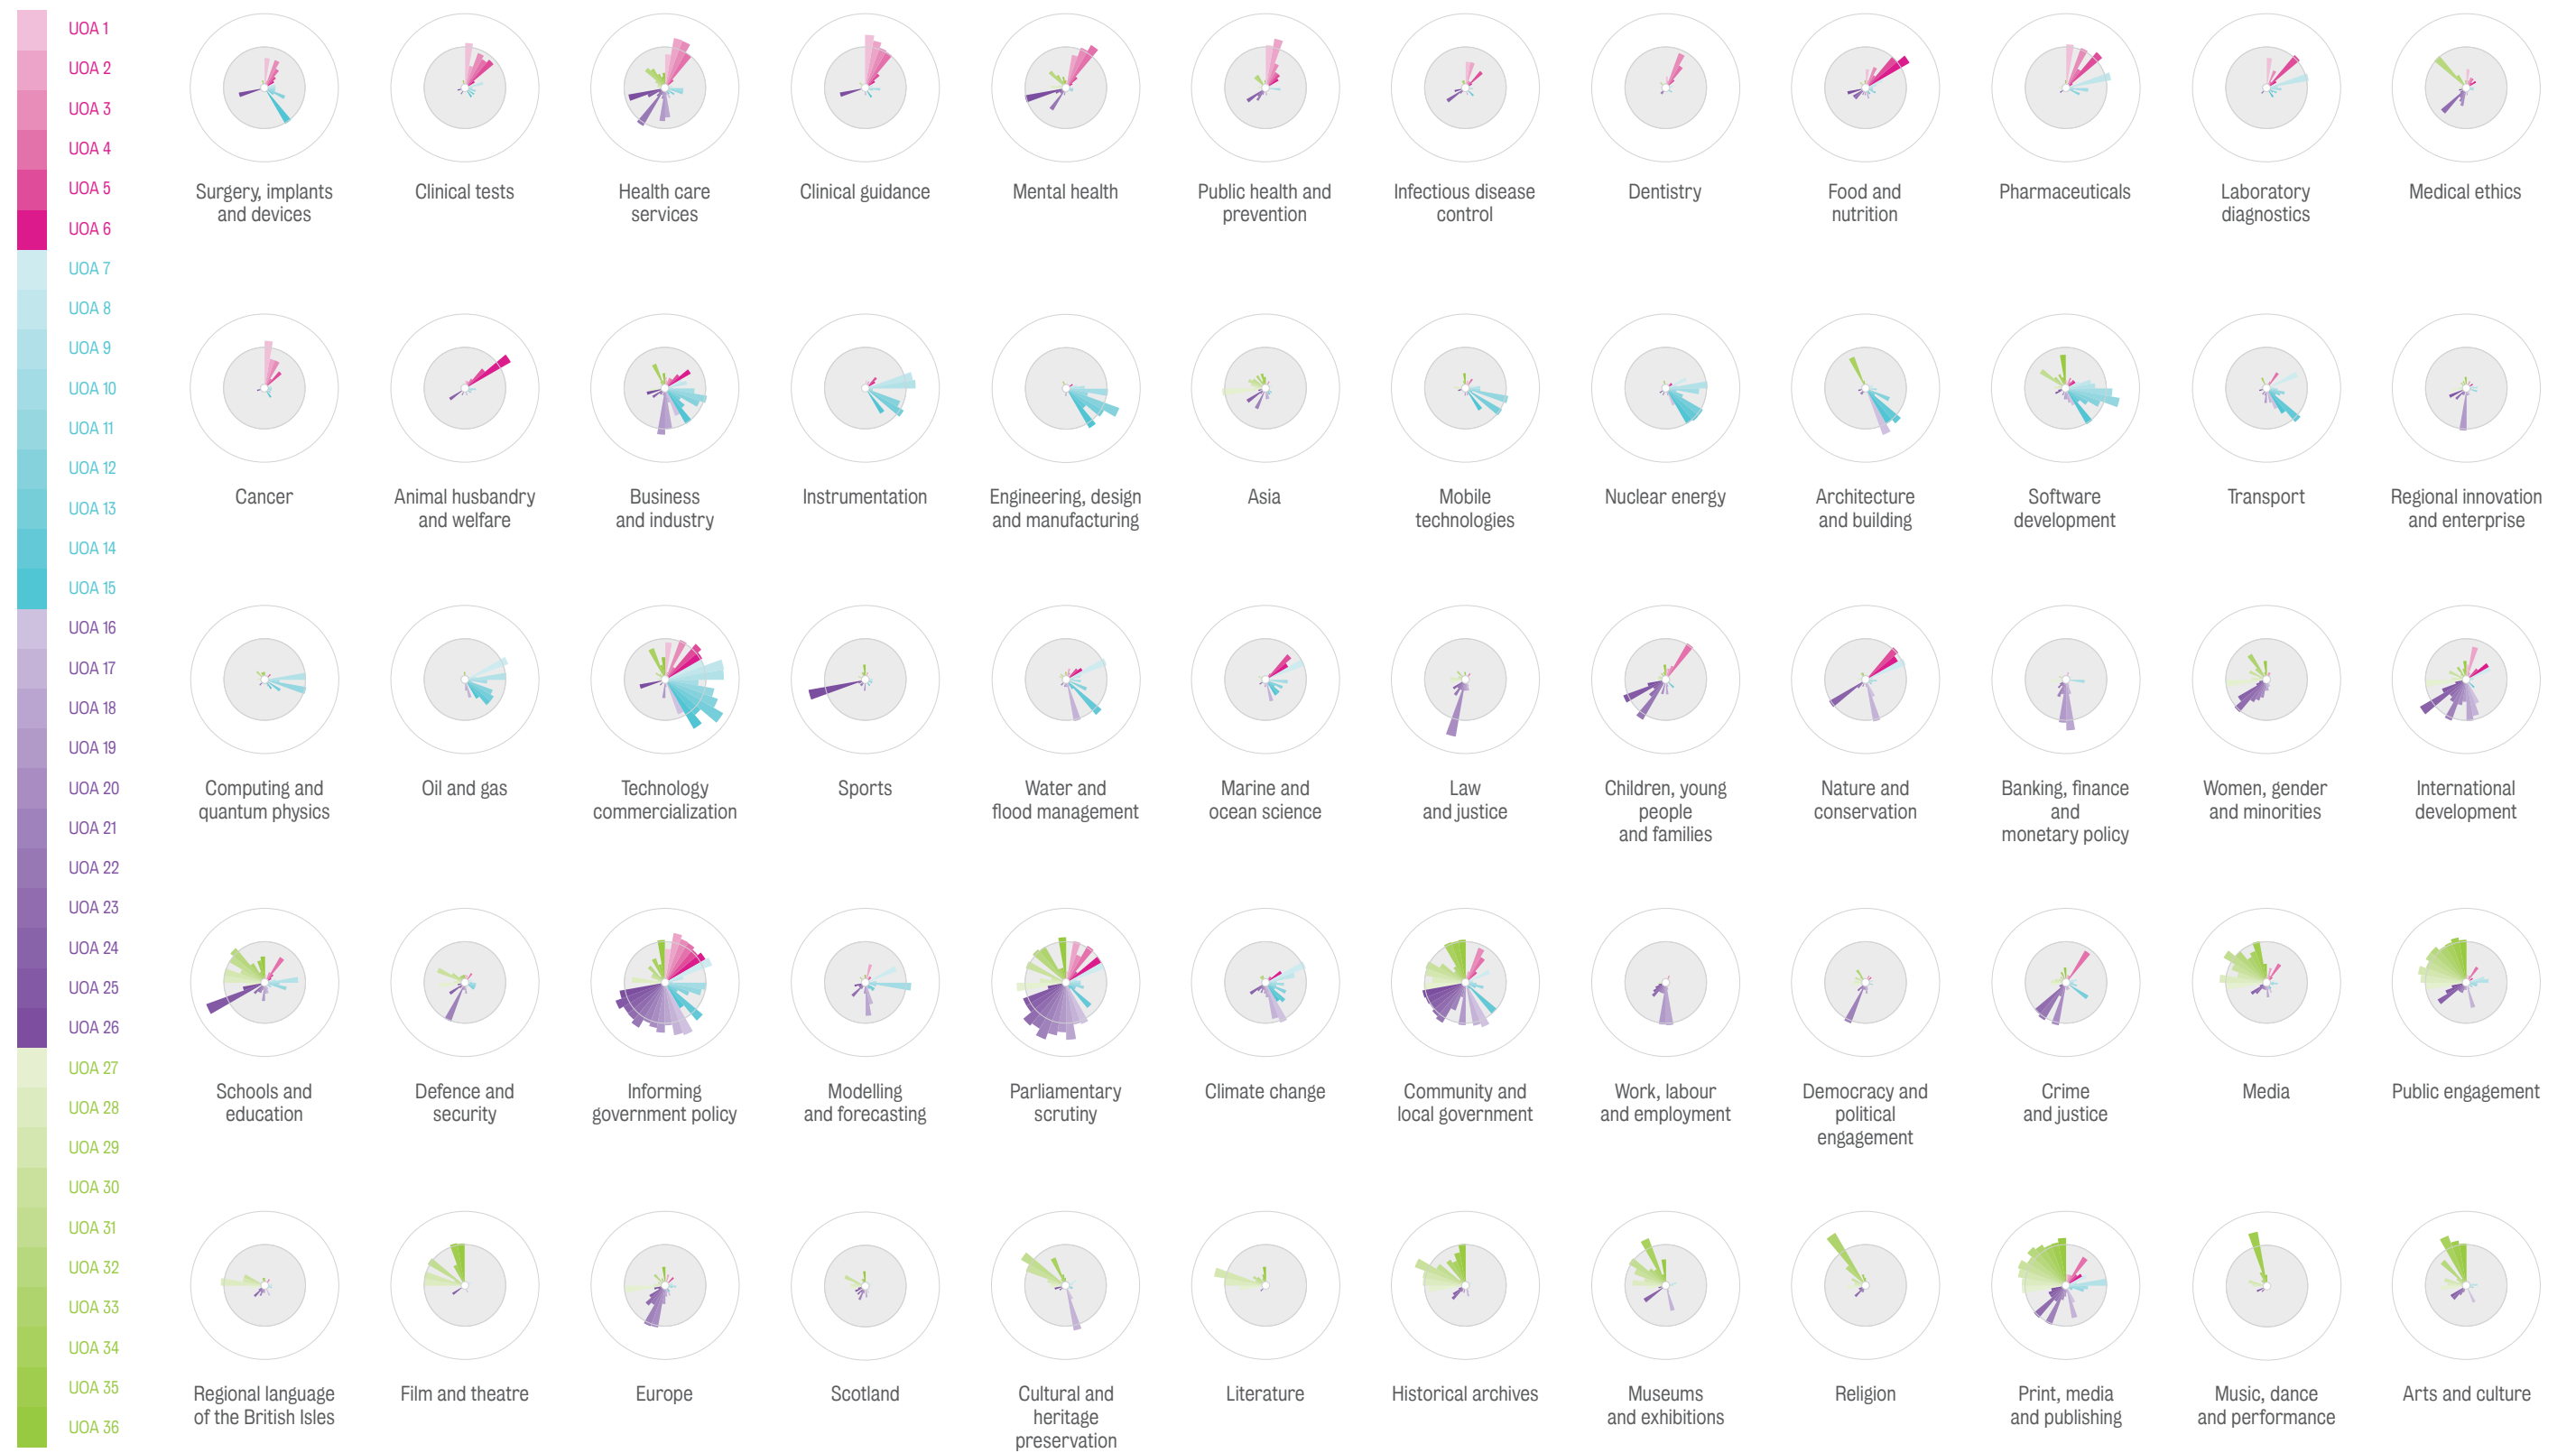 UOA 1
UOA 2
UOA 3
UOA 4
UOA 5
UOA 6
UOA 7
UOA 8
UOA 9
UOA 10
UOA 11
UOA 12
UOA 13
UOA 14
UOA 15
UOA 16
UOA 17
UOA 18
UOA 19
UOA 20
UOA 21
UOA 22
UOA 23
UOA 24
UOA 25
UOA 26
UOA 27
UOA 28
UOA 29
UOA 30
UOA 31
UOA 32
UOA 33
UOA 34
UOA 35
UOA 36
Surgery, implants
and devices
Clinical tests
Health care
services
Clinical guidance
Mental health
Public health and
prevention
Infectious disease
control
Dentistry
Food and
nutrition
Pharmaceuticals
Laboratory
diagnostics
Medical ethics
Cancer
Animal husbandry
and welfare
Business
and industry
Instrumentation
Engineering, design
and manufacturing
Asia
Mobile
technologies
Nuclear energy
Architecture
and building
Software
development
Transport
Regional innovation
and enterprise
Computing and
quantum physics
Oil and gas
Technology
commercialization
Sports
Water and
flood management
Marine and
ocean science
Law
and justice
Children, young
people
and families
Nature and
conservation
Banking, finance
and
monetary policy
Women, gender
and minorities
International
development
Schools and
education
Defence and
security
Informing
government policy
Modelling
and forecasting
Parliamentary
scrutiny
Climate change
Community and
local government
Work, labour
and employment
Democracy and
political
engagement
Crime
and justice
Media
Public engagement
Regional language
of the British Isles
Film and theatre
Europe
Scotland
Cultural and
heritage
preservation
Literature
Historical archives
Museums
and exhibitions
Religion
Print, media
and publishing
Music, dance
and performance
Arts and culture